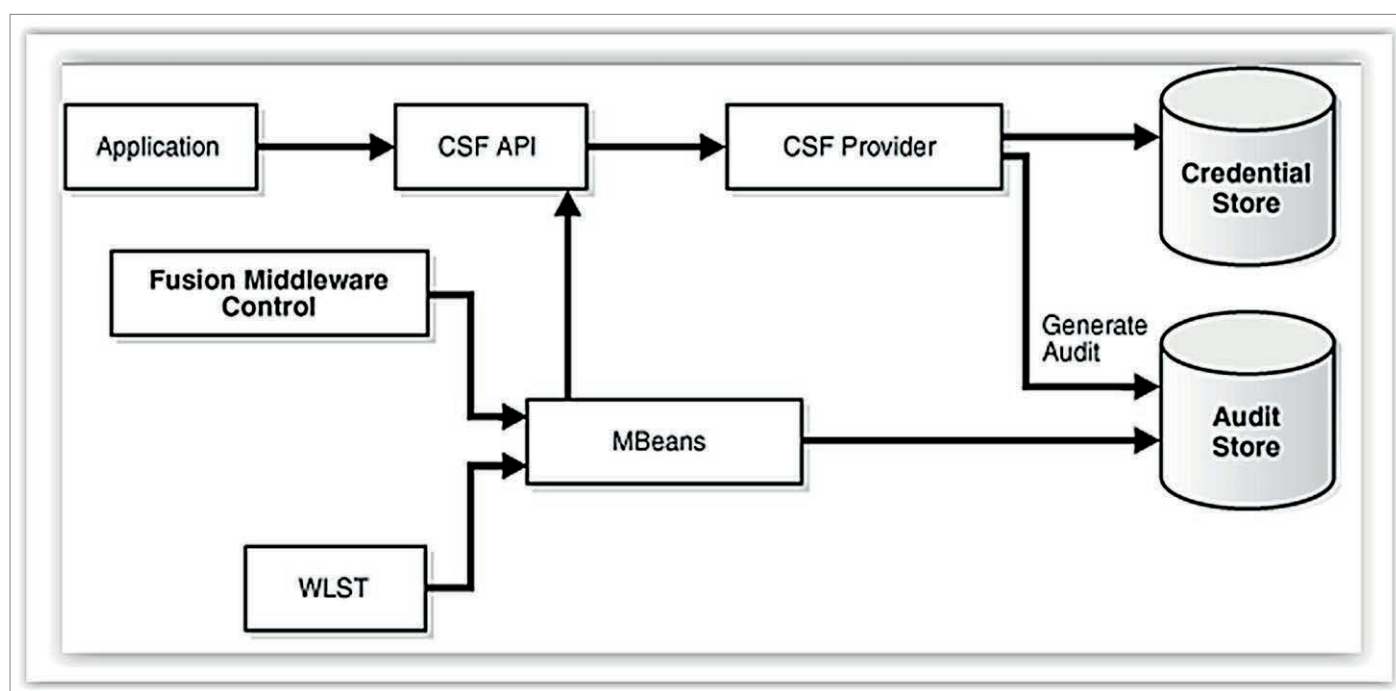 Application
CSF API
CSF Provider
Credential
Store
Fusion Middleware
Control
Generate
Audit
Audit
Store
MBeans
WLST